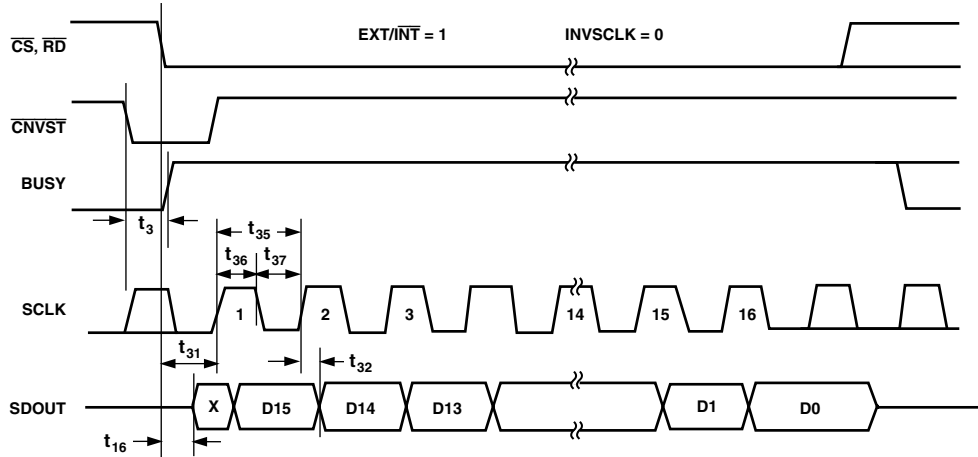 EXT/INT = 1 INVSCLK = 0
CS, RD
CNVST
BUSY
t3
t35
t36 t37
SCLK
1 2 3 14 15 16
t31
t32
SDOUT
X D15 D14 D13 D1 D0
t16